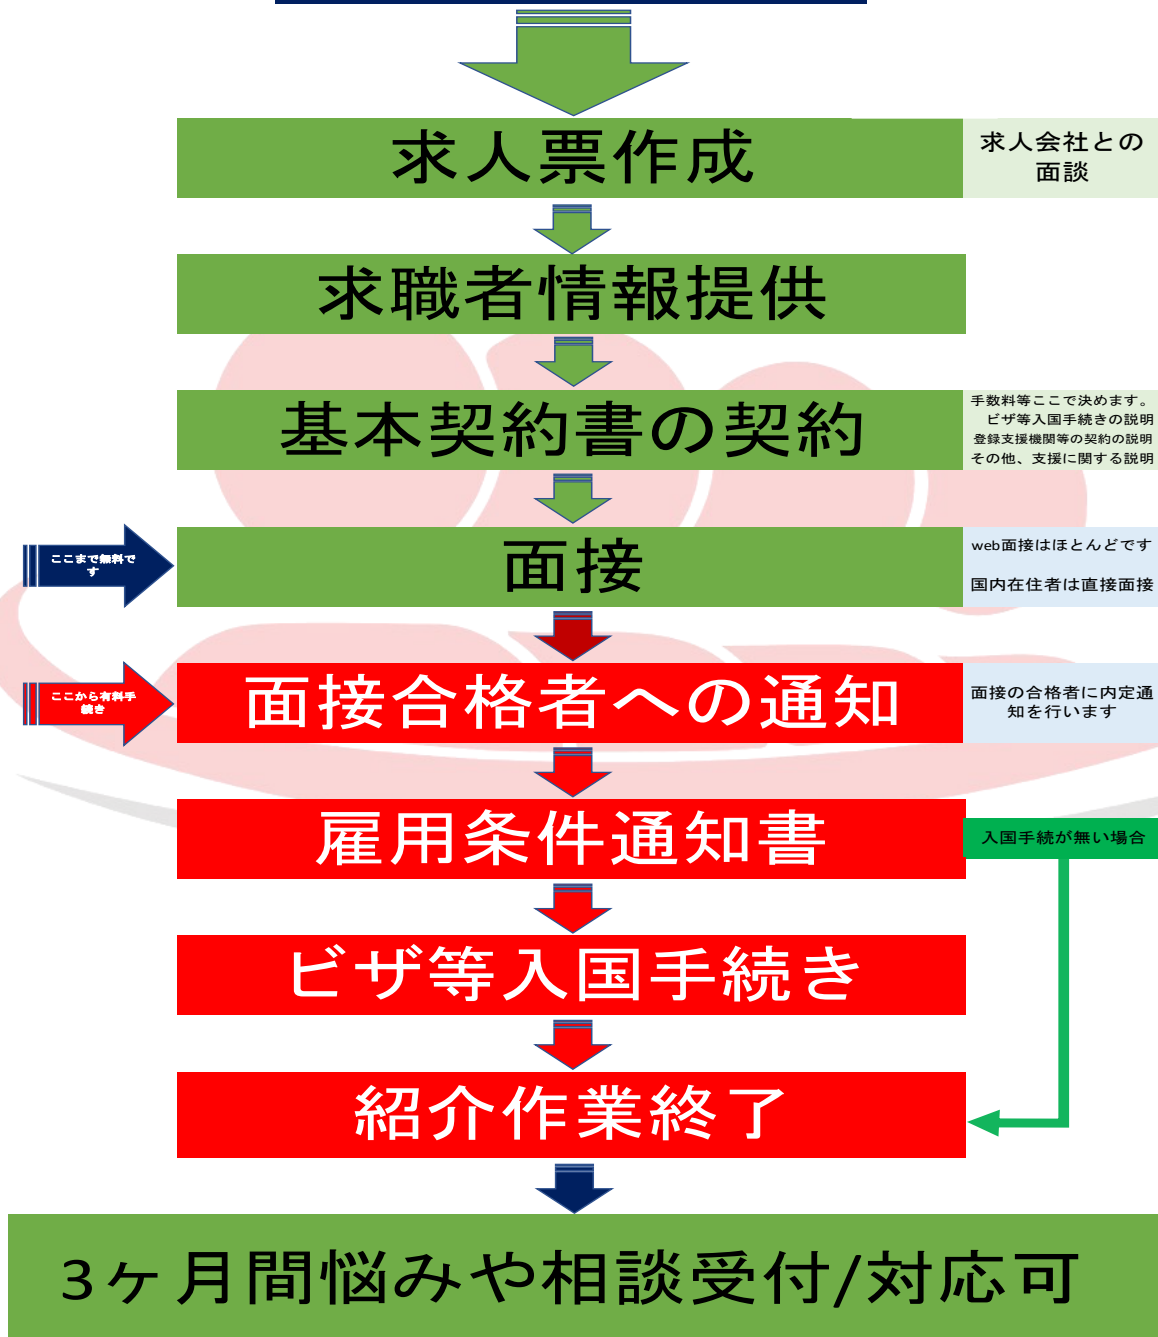 求人票作成
求人会社との
面談
求職者情報提供
基本契約書の契約
手数料等ここで決めます。
ビザ等入国手続きの説明
登録支援機関等の契約の説明
その他、支援に関する説明
ここまで無料で
す
面接
web面接はほとんどです
国内在住者は直接面接
ここから有料手
続き
面接合格者への通知
面接の合格者に内定通
知を行います
雇用条件通知書
入国手続が無い場合
ビザ等入国手続き
紹介作業終了
3ヶ月間悩みや相談受付/対応可